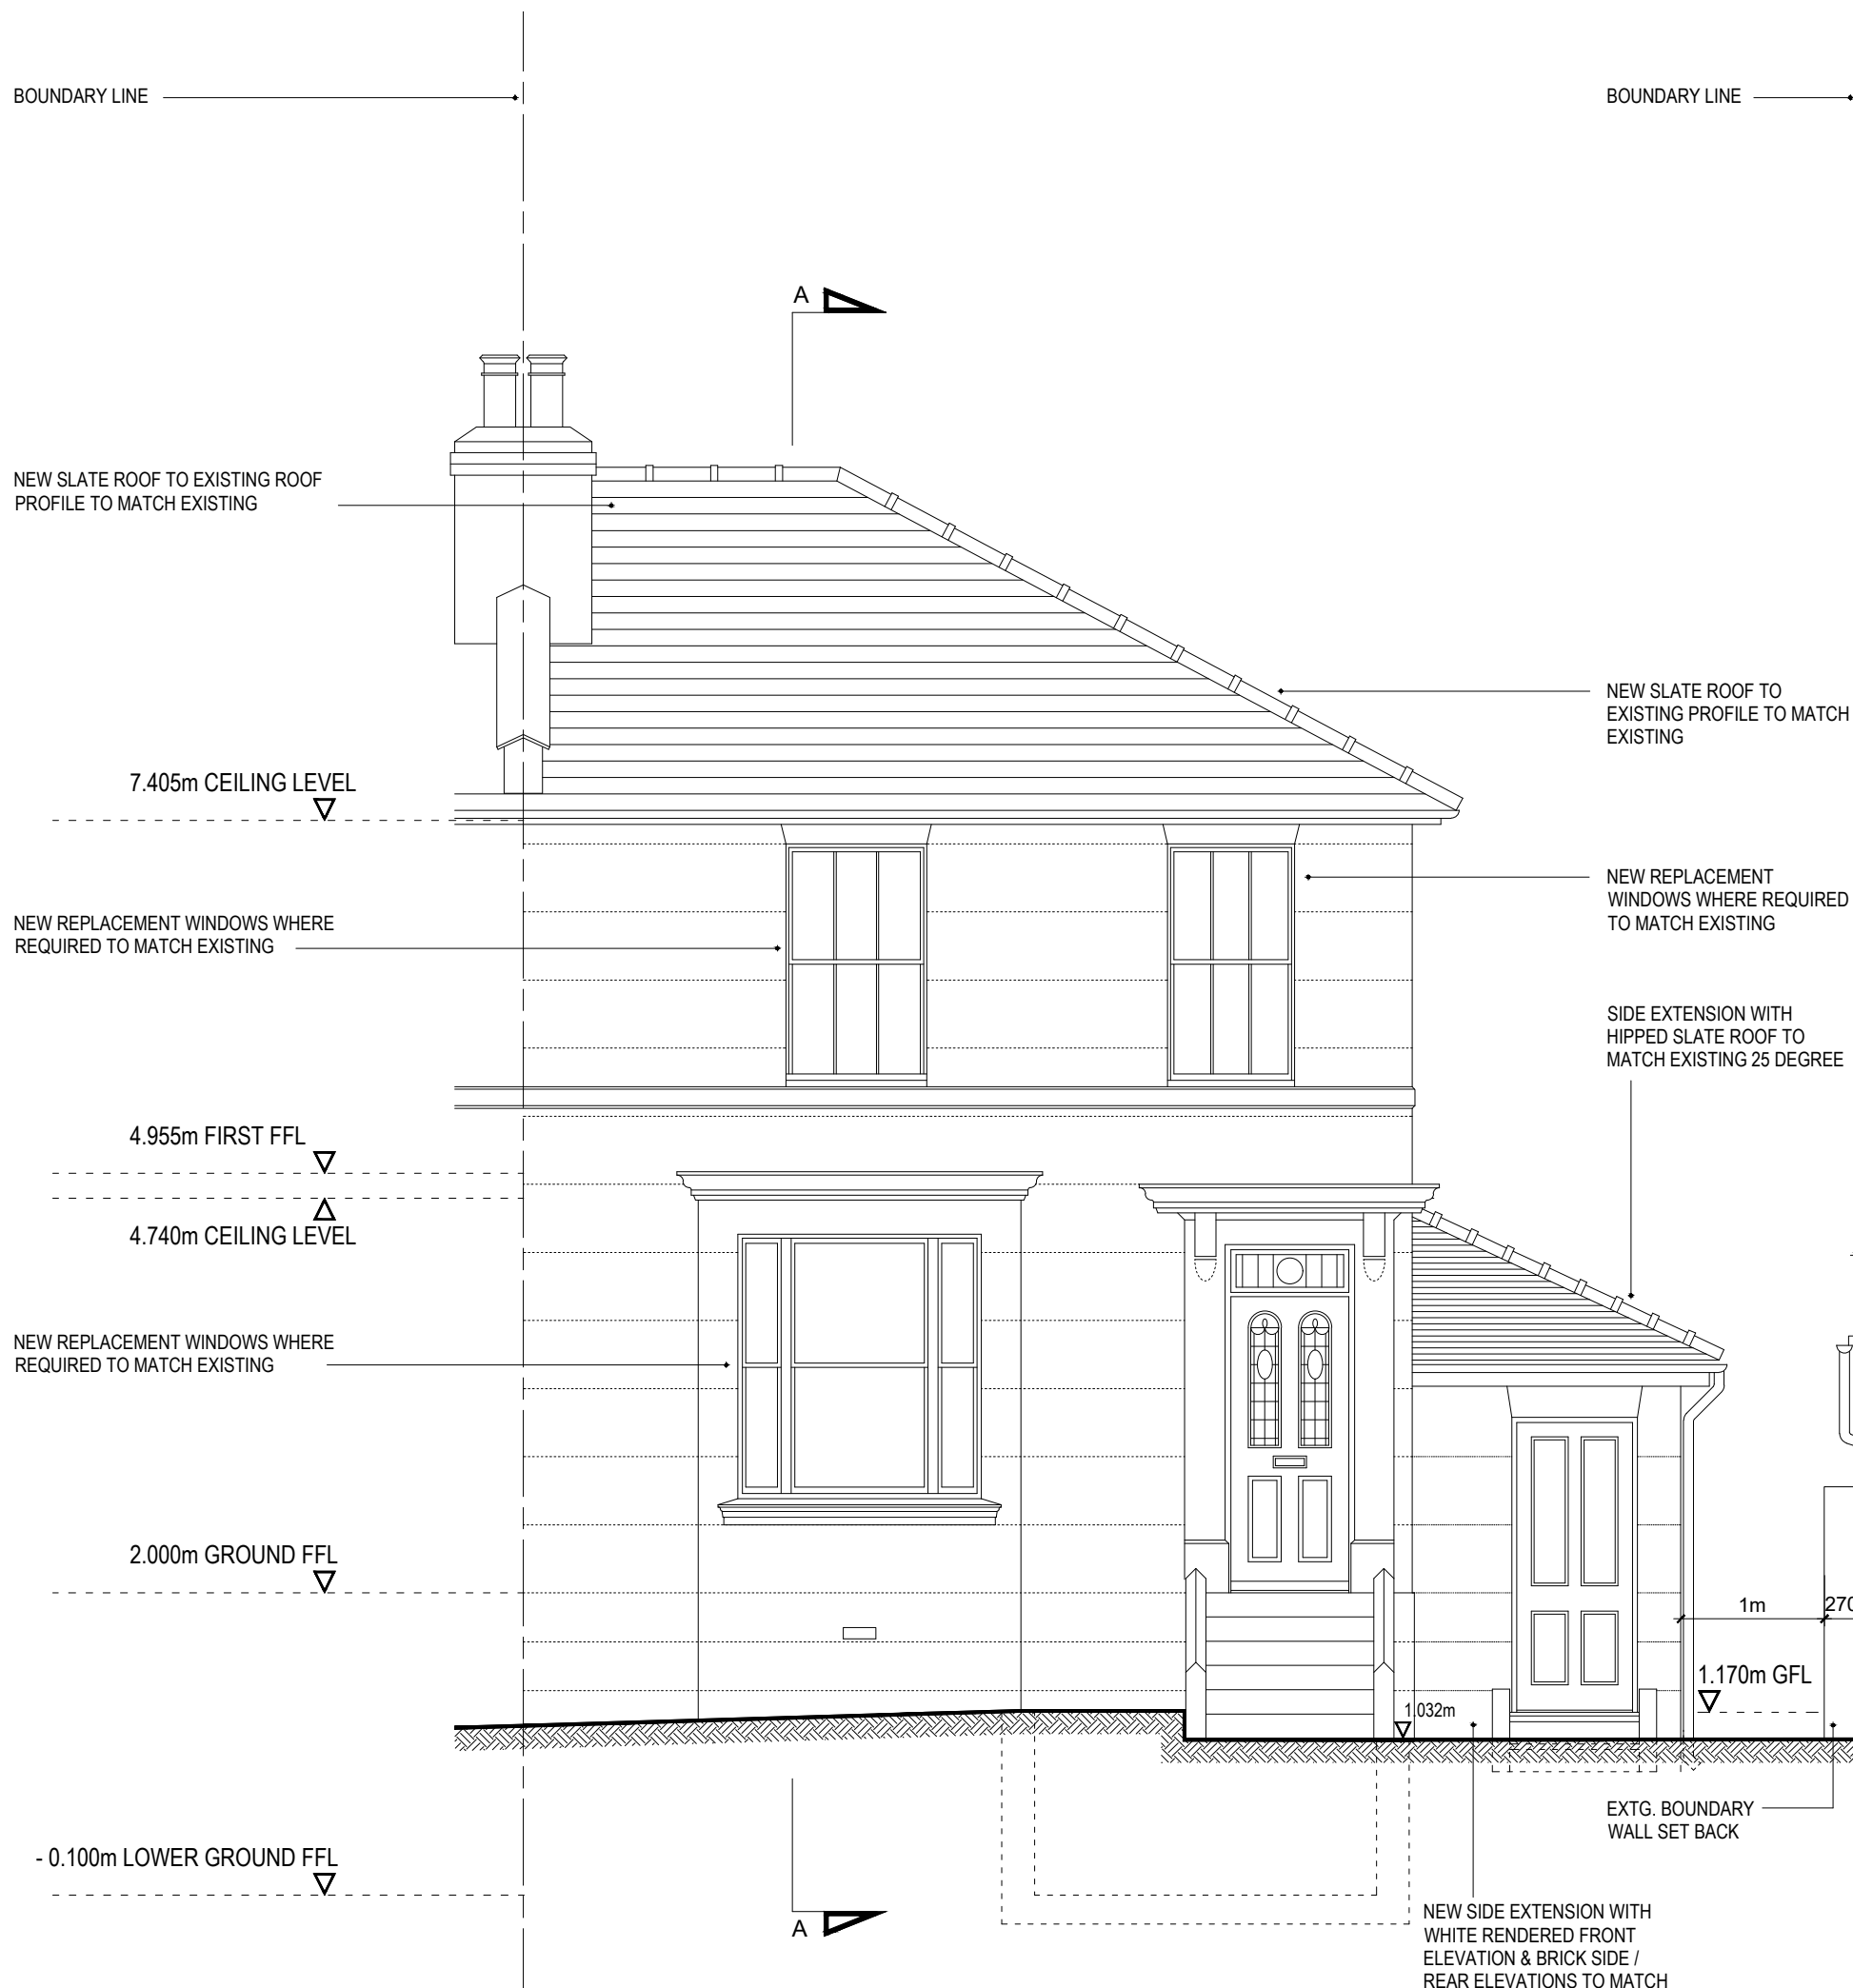 BOUNDARY LINE
BOUNDARY LINE
A
NEW SLATE ROOF TO EXISTING ROOF
PROFILE TO MATCH EXISTING
NEW SLATE ROOF TO
EXISTING PROFILE TO MATCH
EXISTING
7.405m CEILING LEVEL
NEW REPLACEMENT
WINDOWS WHERE REQUIRED
TO MATCH EXISTING
NEW REPLACEMENT WINDOWS WHERE
REQUIRED TO MATCH EXISTING
SIDE EXTENSION WITH
HIPPED SLATE ROOF TO
MATCH EXISTING 25 DEGREE
4.955m FIRST FFL
4.740m CEILING LEVEL
NEW REPLACEMENT WINDOWS WHERE
REQUIRED TO MATCH EXISTING
2.000m GROUND FFL
1m
270
1.170m GFL
1.032m
EXTG. BOUNDARY
WALL SET BACK
- 0.100m LOWER GROUND FFL
A
NEW SIDE EXTENSION WITH
WHITE RENDERED FRONT
ELEVATION & BRICK SIDE /
REAR ELEVATIONS TO MATCH